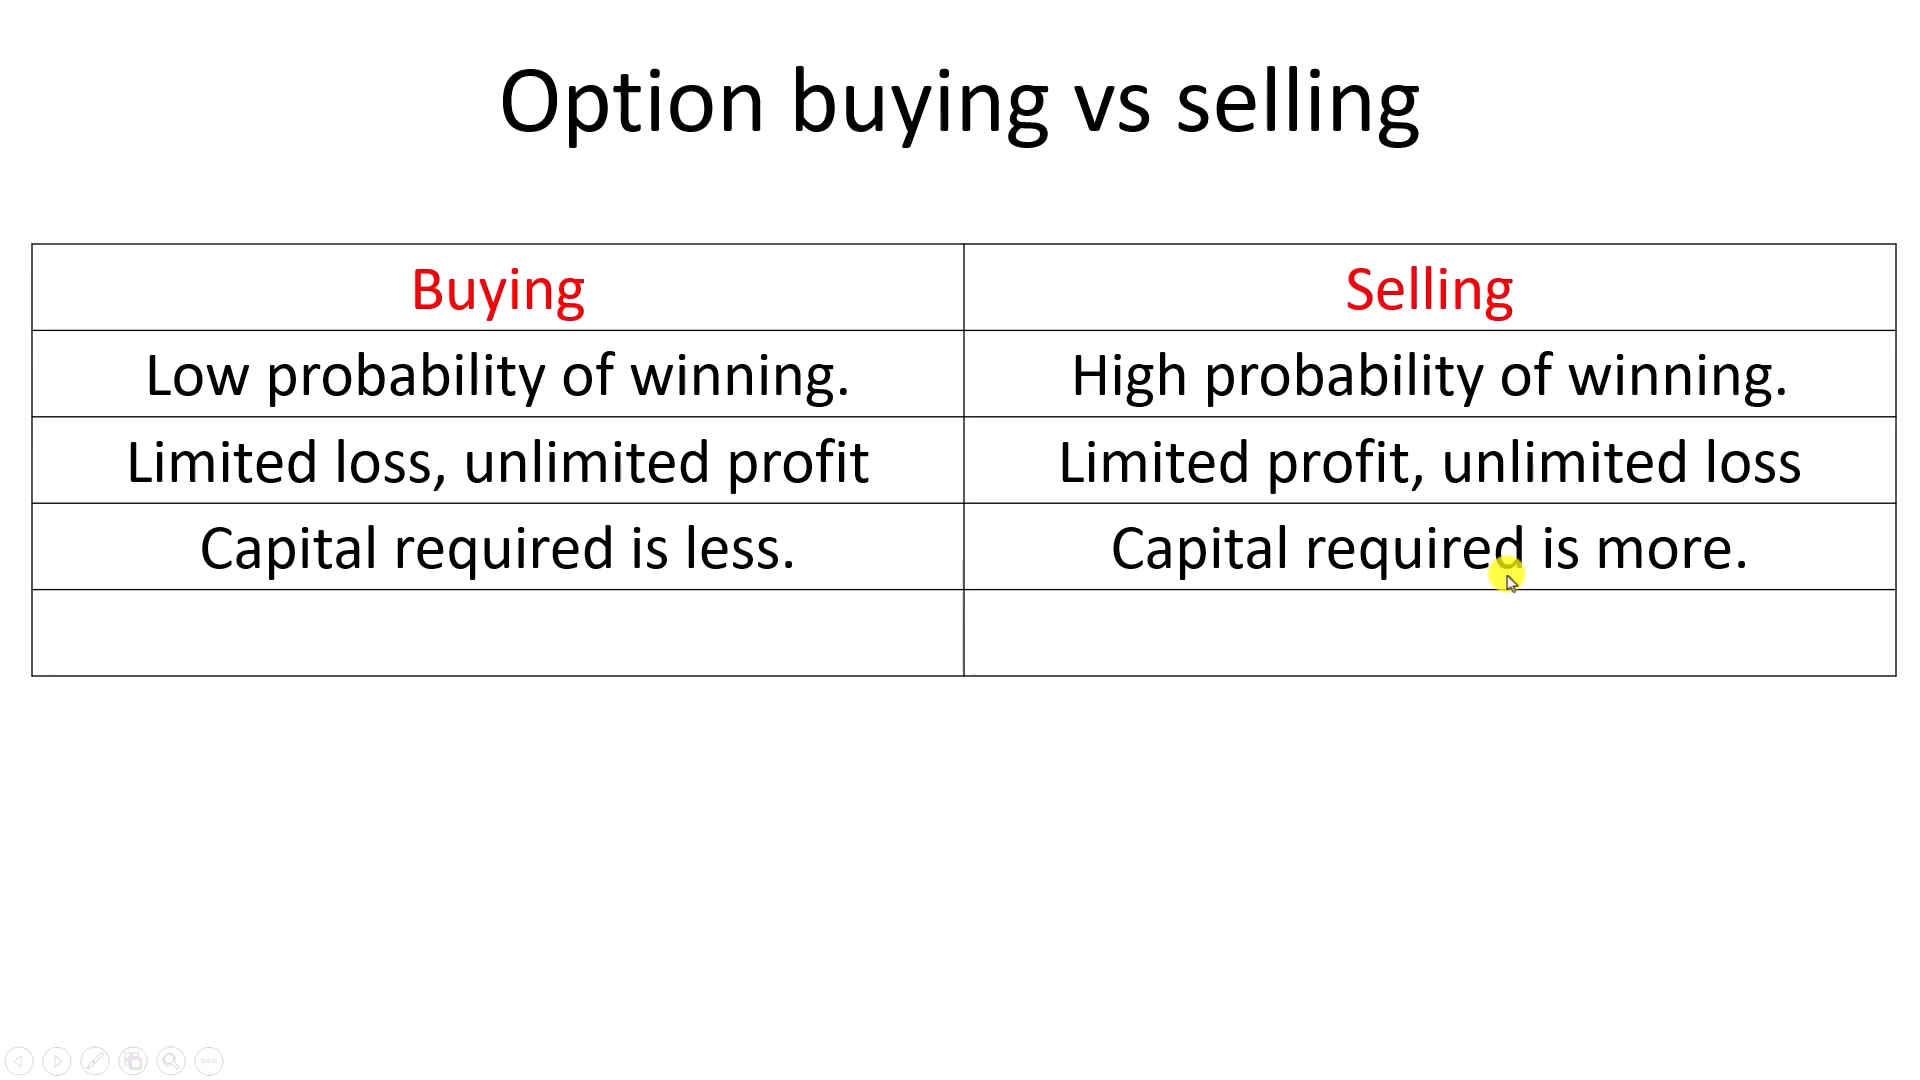 Option buying vs selling
Buying
Selling
Low probability of winning.
High probability of winning.
Limited loss, unlimited profit
Limited profit, unlimited loss
Capital required is less.
Capital required is more.